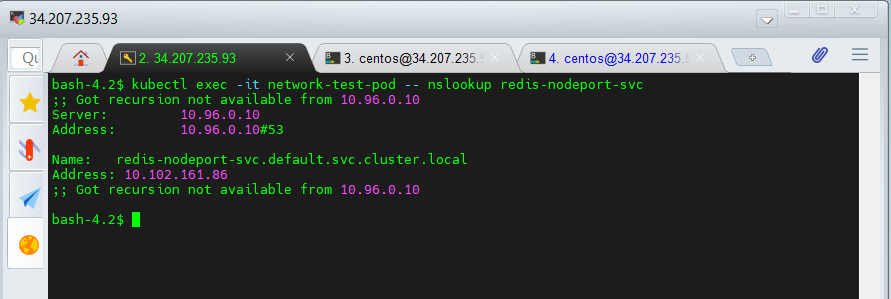 34.207.235.93
Qu
2. 34.207.235.93
3. centos@34.207.235.9
4. centos@34.207.235.9
bash-4.2$ kubectl exec -it network-test-pod -- nslookup redis-nodeport-svc
;; Got recursion not available from 10.96.0.10
Server:         10.96.0.10
Address:        10.96.0.10#53
Name:   redis-nodeport-svc.default.svc.cluster.local
Address: 10.102.161.86
;; Got recursion not available from 10.96.0.10
bash-4.2$